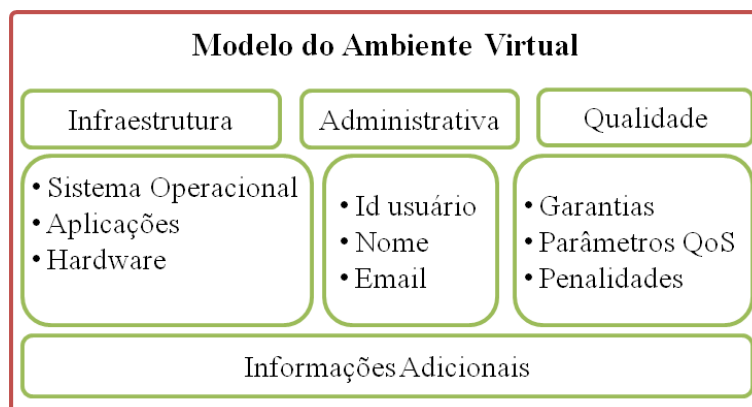 Modelo do Ambiente Virtual
Infraestrutura
Administrativa
Qualidade
• Sistema Operacional
• Aplicações
• Hardware
• Id usuário
• Nome
• Email
• Garantias
• Parâmetros QoS
• Penalidades
Informações Adicionais